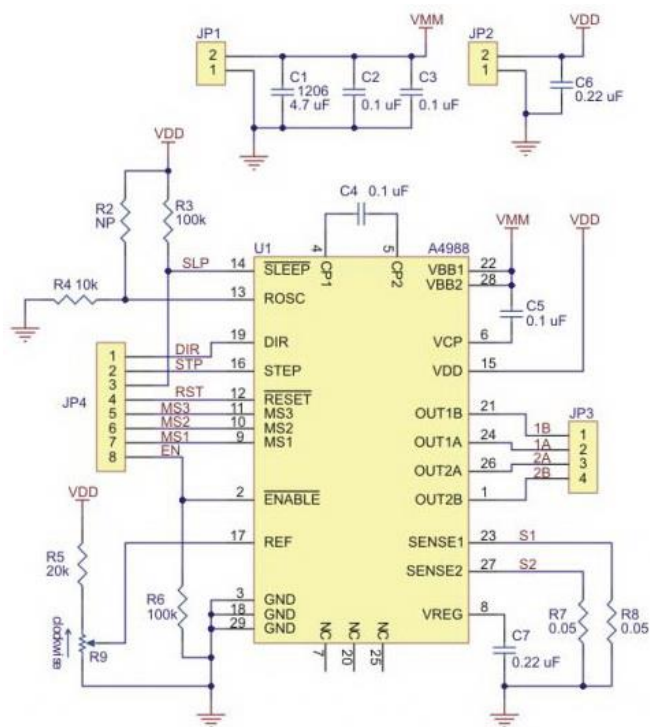 JP1
2
1
VMM
C1
1206
4.7 uF
C2
0.1 uF
C3
0.1 uF
JP2
2
1
VDD
C6
0.22 uF
VDD
R2
NP
R3
100k
R4 10k
C4 0.1 uF
U1
A4988
4
CP1
5
CP2
VMM
VDD
SLP 14 SLEEP
13 ROSC
DIR 19 DIR
STP 16 STEP
RST 12 RESET
MS3 11 MS3
MS2 10 MS2
MS1 9 MS1
EN
2 ENABLE
17 REF
3 GND
18 GND
29 GND
JP4
1
2
3
4
5
6
7
8
VBB1 22
VBB2 28
C5
0.1 uF
VCP 6
VDD 15
OUT1B 21 1B
OUT1A 24 1A
OUT2A 26 2A
OUT2B 1 2B
JP3
1
2
3
4
SENSE1 23 S1
SENSE2 27 S2
VREG 8
C7
0.22 uF
R7
0.05
R8
0.05
VDD
R5
20k
R6
100k
clockwise
R9
NC
7
NC
20
NC
25